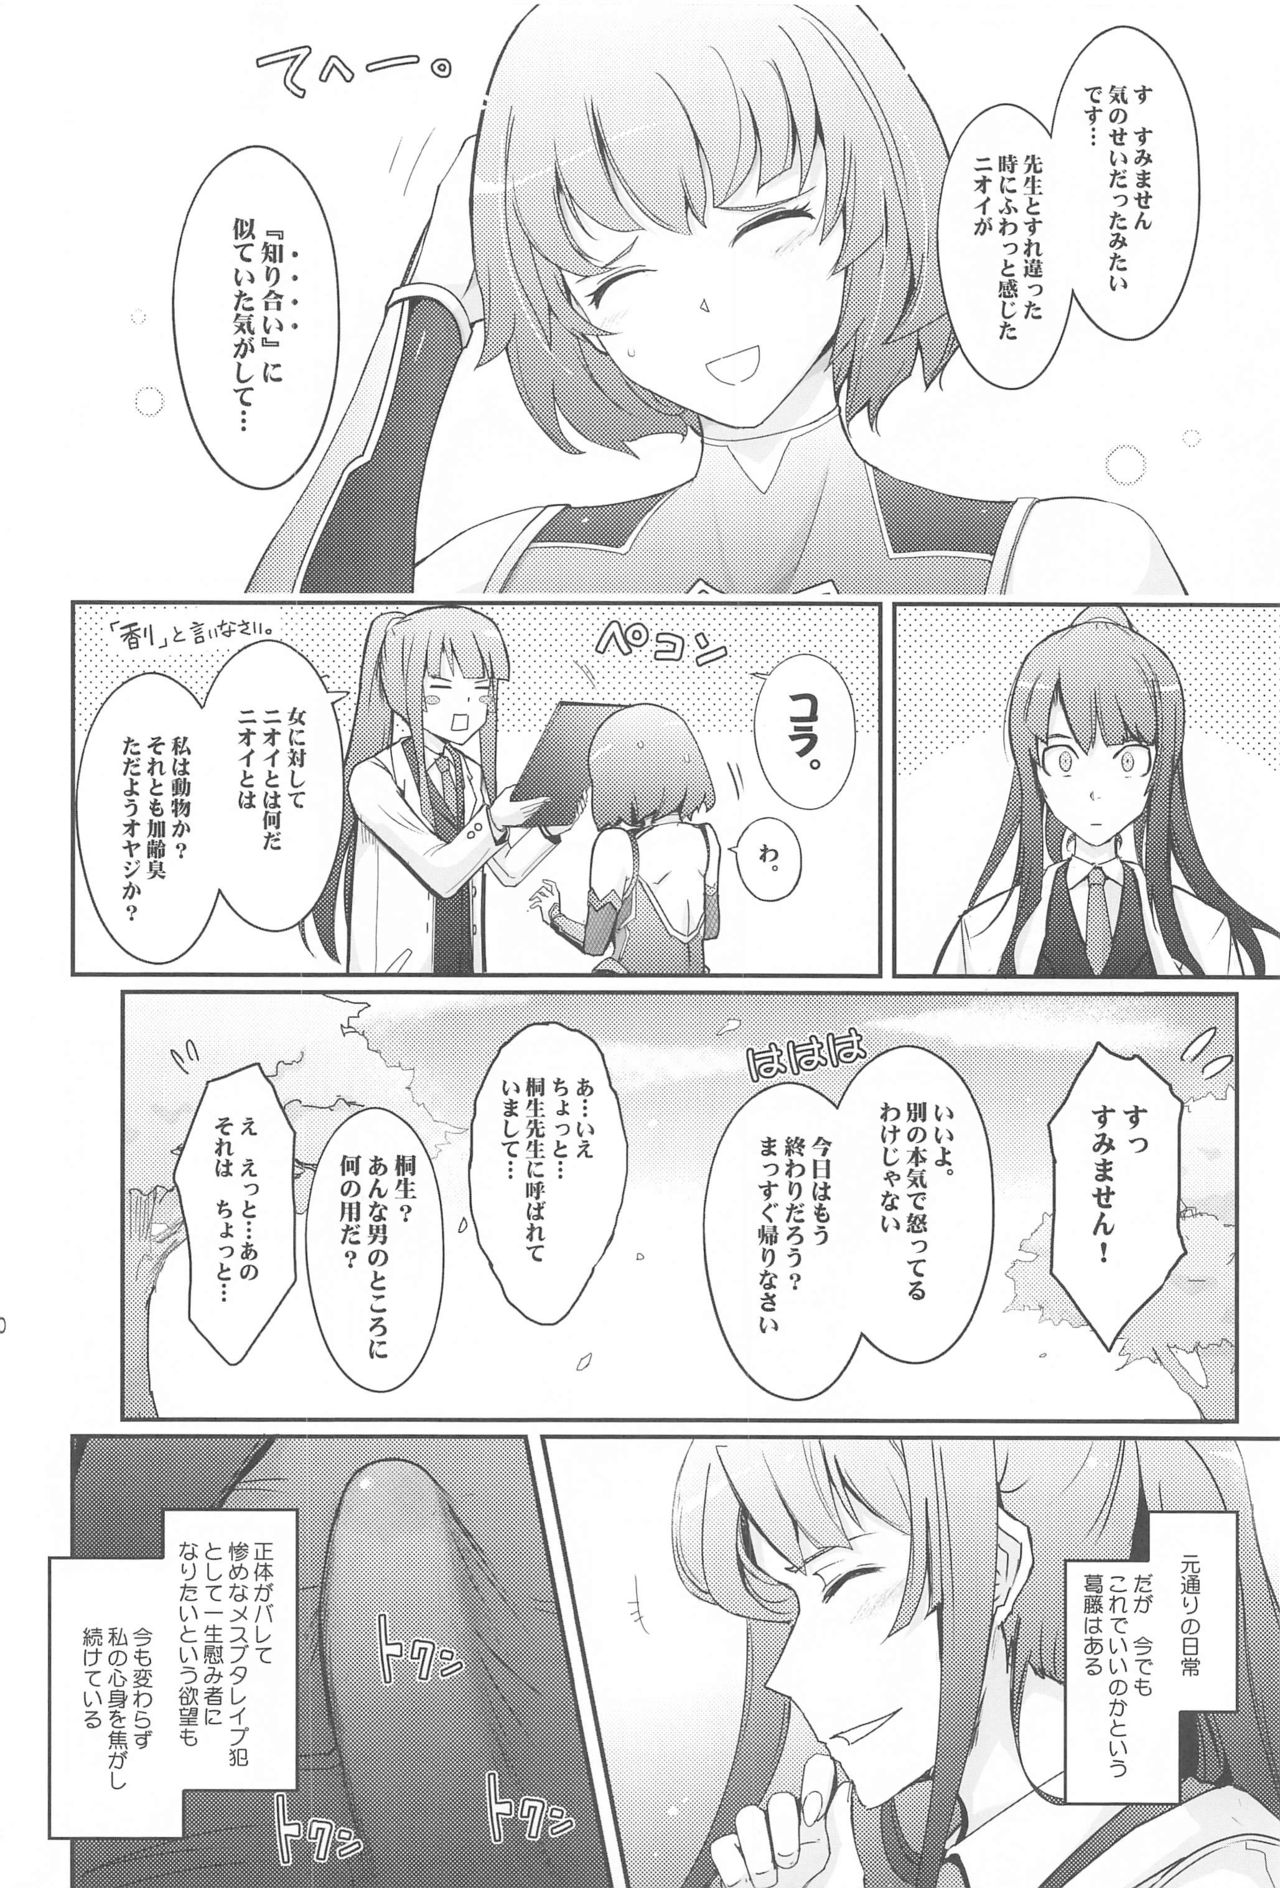 す　すみません
気のせいだったみたい
です…
先生とすれ違った
時にふわっと感じた
ニオイが
てへー。
『知り合い』に
似ていた気がして…
コラ。
わ。
ペコン
女に対して
ニオイとは何だ
ニオイとは
私は動物か？
それとも加齢臭
ただようオヤジか？
「香り」と言いなさい。
すっ
すみません！
いいよ。
別の本気で怒ってる
わけじゃない
ははは
今日はもう
終わりだろう？
まっすぐ帰りなさい
あ…いえ
ちょっと…
桐生先生に呼ばれて
いまして…
桐生？
あんな男のところに
何の用だ？
え　えっと…あの
それは　ちょっと…
元通りの日常
だが　今でも
これでいいのかという
葛藤はある
正体がバレて
惨めなメスブタレイプ犯
として一生慰み者に
なりたいという欲望も
今も変わらず
私の心身を焦がし
続けている
トクン
トクン
トクン
0